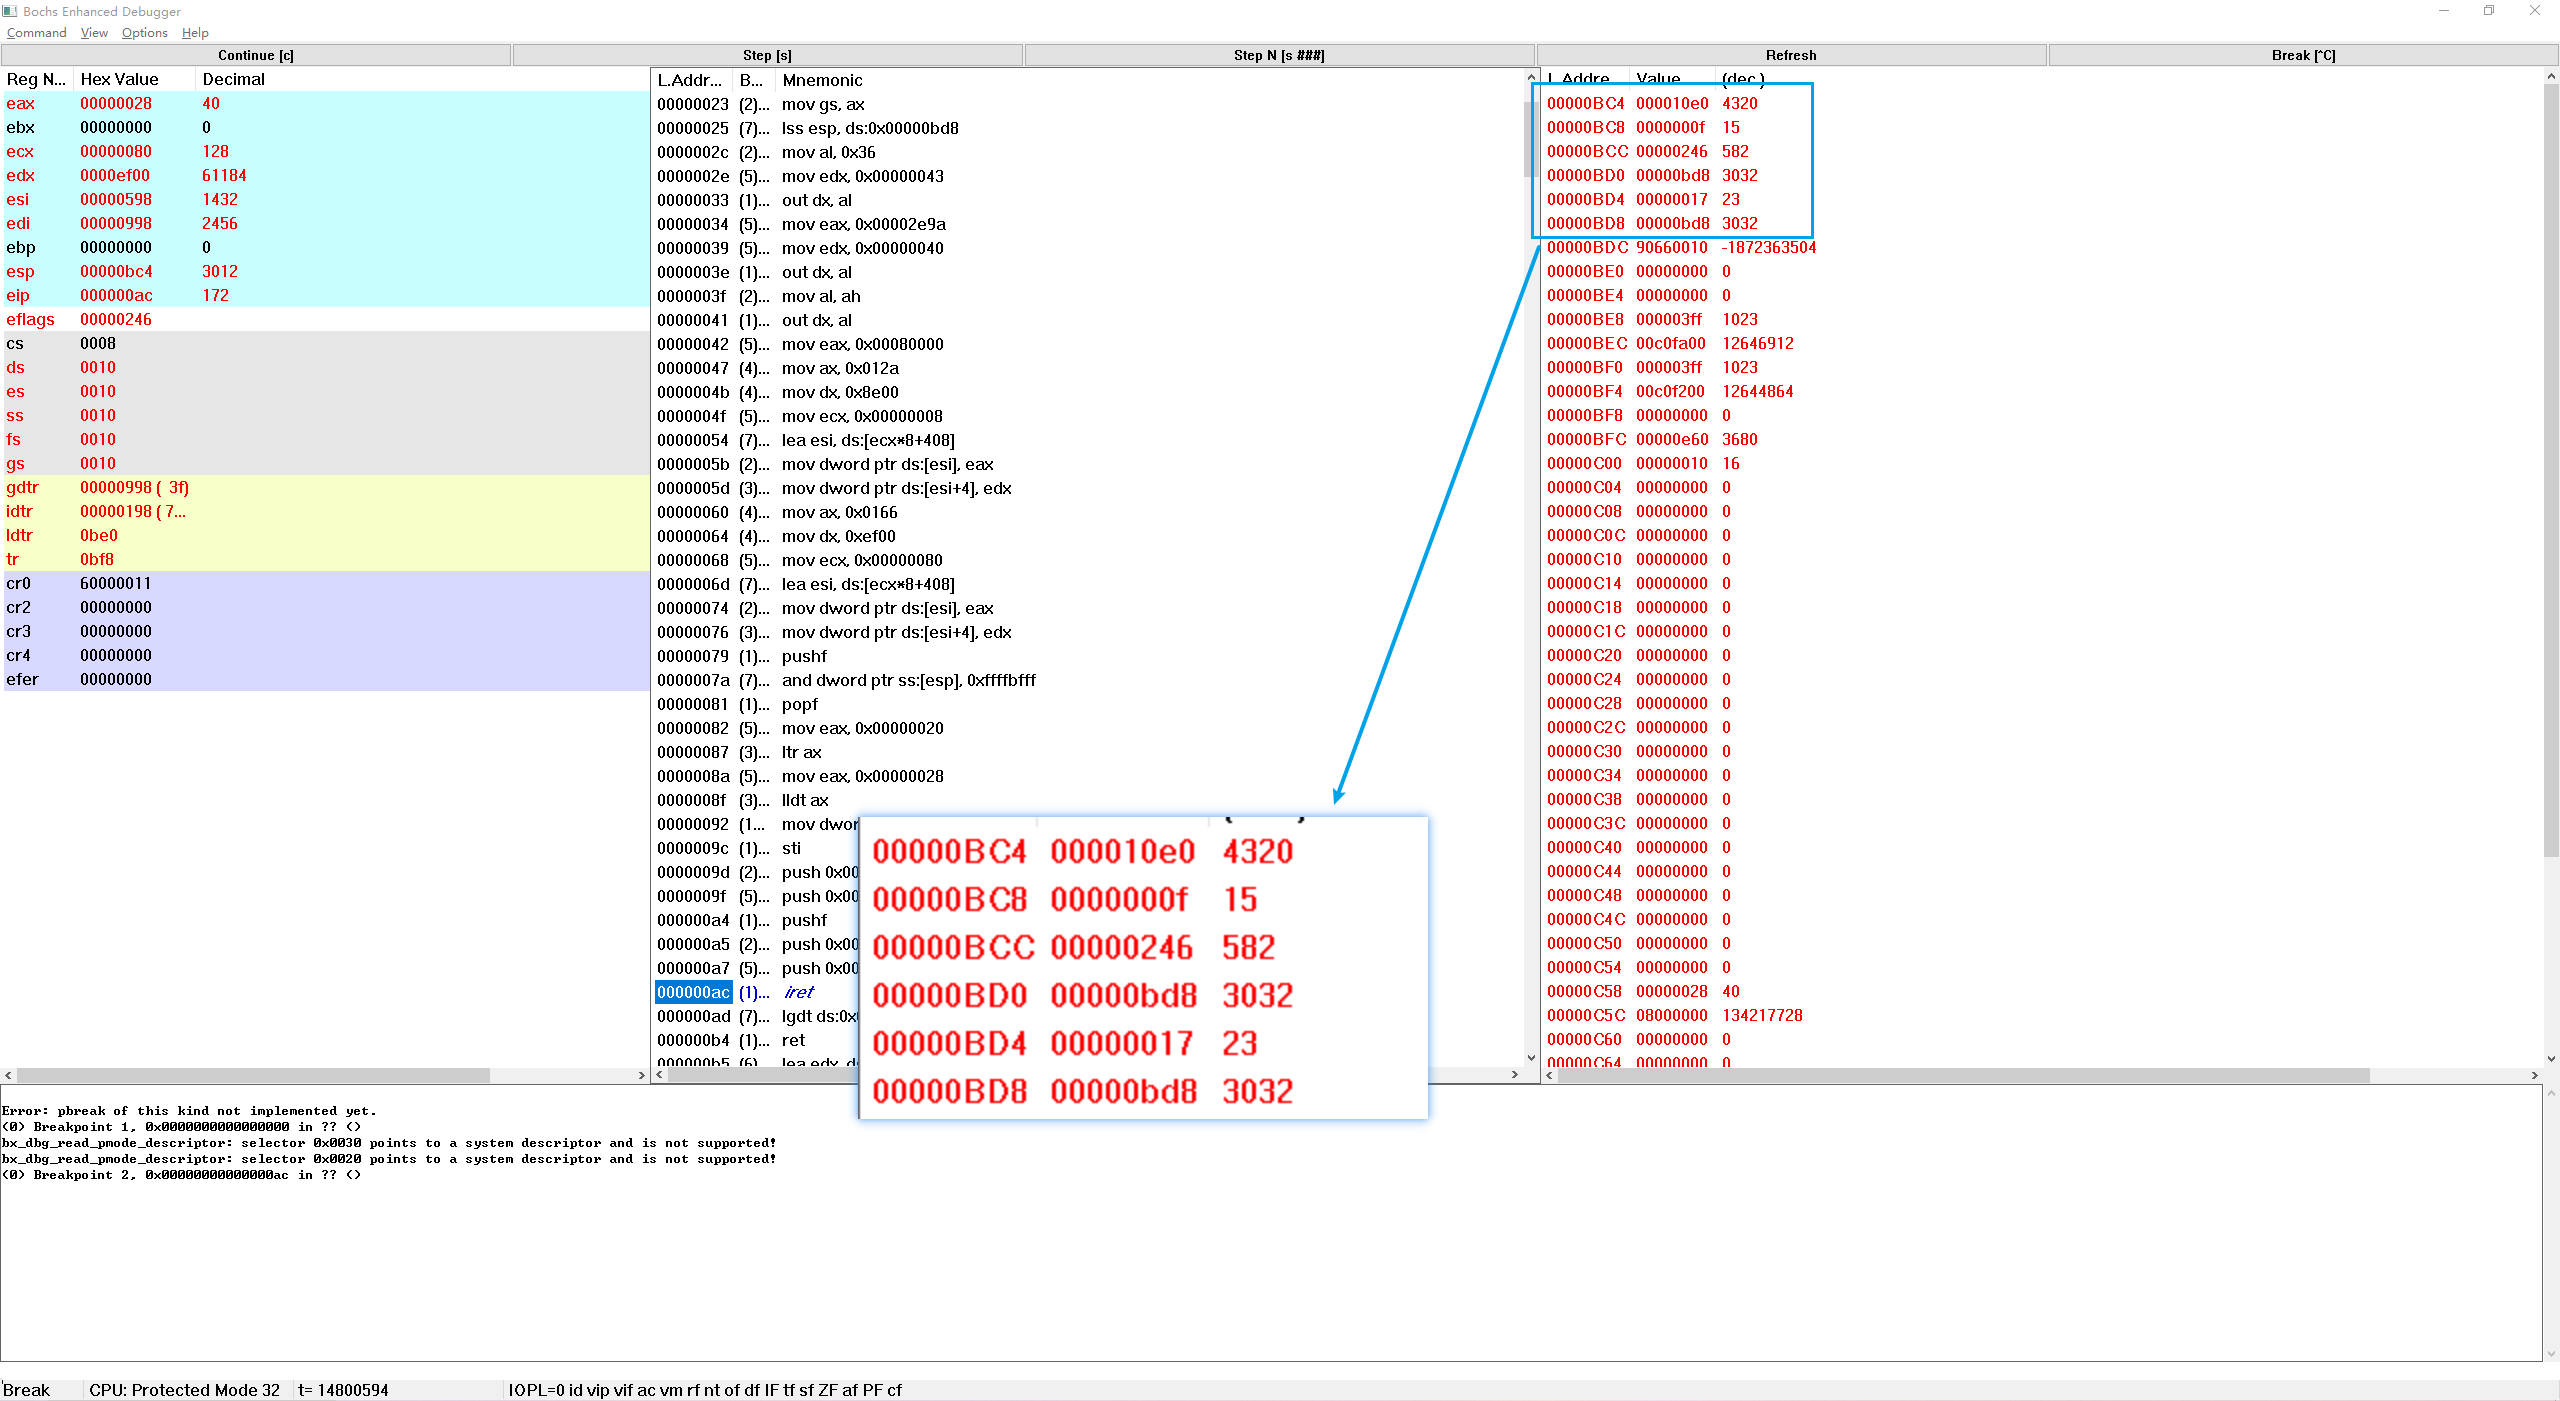 Bochs Enhanced Debugger
Command View Options Help
Continue [c] Step [s] Step N [s ###] Refresh Break [^C]
Reg N... Hex Value Decimal
eax 00000028 40
ebx 00000000 0
ecx 00000080 128
edx 0000ef00 61184
esi 00000598 1432
edi 00000998 2456
ebp 00000000 0
esp 00000bc4 3012
eip 000000ac 172
eflags 00000246
cs 0008
ds 0010
es 0010
ss 0010
fs 0010
gs 0010
gdtr 00000998 ( 3f)
idtr 00000198 ( 7...
ldtr 0be0
tr 0bf8
cr0 60000011
cr2 00000000
cr3 00000000
cr4 00000000
efer 00000000
L.Addr... B... Mnemonic
00000023 (2)... mov gs, ax
00000025 (7)... lss esp, ds:0x00000bd8
0000002c (2)... mov al, 0x36
0000002e (5)... mov edx, 0x00000043
00000033 (1)... out dx, al
00000034 (5)... mov eax, 0x00002e9a
00000039 (5)... mov edx, 0x00000040
0000003e (1)... out dx, al
0000003f (2)... mov al, ah
00000041 (1)... out dx, al
00000042 (5)... mov eax, 0x00080000
00000047 (4)... mov ax, 0x012a
0000004b (4)... mov dx, 0x8e00
0000004f (5)... mov ecx, 0x00000008
00000054 (7)... lea esi, ds:[ecx*8+408]
0000005b (2)... mov dword ptr ds:[esi], eax
0000005d (3)... mov dword ptr ds:[esi+4], edx
00000060 (4)... mov ax, 0x0166
00000064 (4)... mov dx, 0xef00
00000068 (5)... mov ecx, 0x00000080
0000006d (7)... lea esi, ds:[ecx*8+408]
00000074 (2)... mov dword ptr ds:[esi], eax
00000076 (3)... mov dword ptr ds:[esi+4], edx
00000079 (1)... pushf
0000007a (7)... and dword ptr ss:[esp], 0xffffbfff
00000081 (1)... popf
00000082 (5)... mov eax, 0x00000020
00000087 (3)... ltr ax
0000008a (5)... mov eax, 0x00000028
0000008f (3)... lldt ax
00000092 (1... mov dwor
0000009c (1)... sti
0000009d (2)... push 0x00
0000009f (5)... push 0x00
000000a4 (1)... pushf
000000a5 (2)... push 0x00
000000a7 (5)... push 0x00
000000ac (1)... iret
000000ad (7)... lgdt ds:0x
000000b4 (1)... ret
000000b5 (6) lea edx, d
L.Addre Value (dec.)
00000BC4 000010e0 4320
00000BC8 0000000f 15
00000BCC 00000246 582
00000BD0 00000bd8 3032
00000BD4 00000017 23
00000BD8 00000bd8 3032
00000BDC 90660010 -1872363504
00000BE0 00000000 0
00000BE4 00000000 0
00000BE8 000003ff 1023
00000BEC 00c0fa00 12646912
00000BF0 000003ff 1023
00000BF4 00c0f200 12644864
00000BF8 00000000 0
00000BFC 00000e60 3680
00000C00 00000010 16
00000C04 00000000 0
00000C08 00000000 0
00000C0C 00000000 0
00000C10 00000000 0
00000C14 00000000 0
00000C18 00000000 0
00000C1C 00000000 0
00000C20 00000000 0
00000C24 00000000 0
00000C28 00000000 0
00000C2C 00000000 0
00000C30 00000000 0
00000C34 00000000 0
00000C38 00000000 0
00000C3C 00000000 0
00000C40 00000000 0
00000C44 00000000 0
00000C48 00000000 0
00000C4C 00000000 0
00000C50 00000000 0
00000C54 00000000 0
00000C58 00000028 40
00000C5C 08000000 134217728
00000C60 00000000 0
00000C64 00000000 0
00000BC4 000010e0 4320
00000BC8 0000000f 15
00000BCC 00000246 582
00000BD0 00000bd8 3032
00000BD4 00000017 23
00000BD8 00000bd8 3032
Error: pbreak of this kind not implemented yet.
(0) Breakpoint 1, 0x0000000000000000 in ?? ()
bx_dbg_read_pmode_descriptor: selector 0x0030 points to a system descriptor and is not supported!
bx_dbg_read_pmode_descriptor: selector 0x0020 points to a system descriptor and is not supported!
(0) Breakpoint 2, 0x00000000000000ac in ?? ()
Break CPU: Protected Mode 32 t= 14800594 IOPL=0 id vip vif ac vm rf nt of df IF tf sf ZF af PF cf